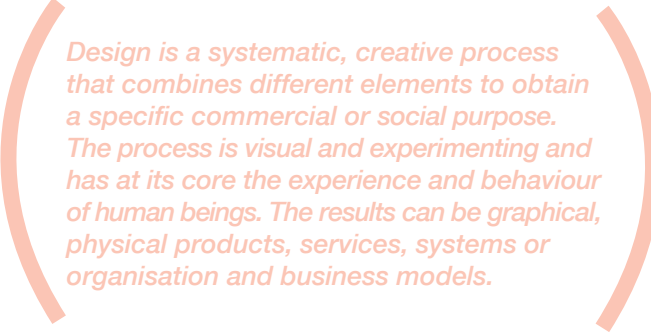 Design is a systematic, creative process
that combines different elements to obtain
a specific commercial or social purpose.
The process is visual and experimenting and
has at its core the experience and behaviour
of human beings. The results can be graphical,
physical products, services, systems or
organisation and business models.